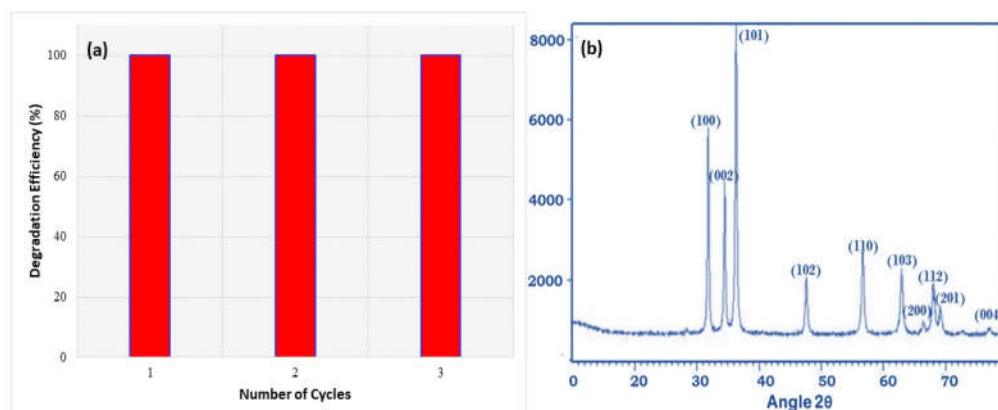 (a)
Degradation Efficiency (%)
100
80
60
40
20
0
1 2 3
Number of Cycles
(b)
8000
6000
4000
2000
(101)
(100)
(002)
(102)
(110)
(103)
(200)
(112)
(201)
(004
0 10 20 30 40 50 60 70
Angle 2θ